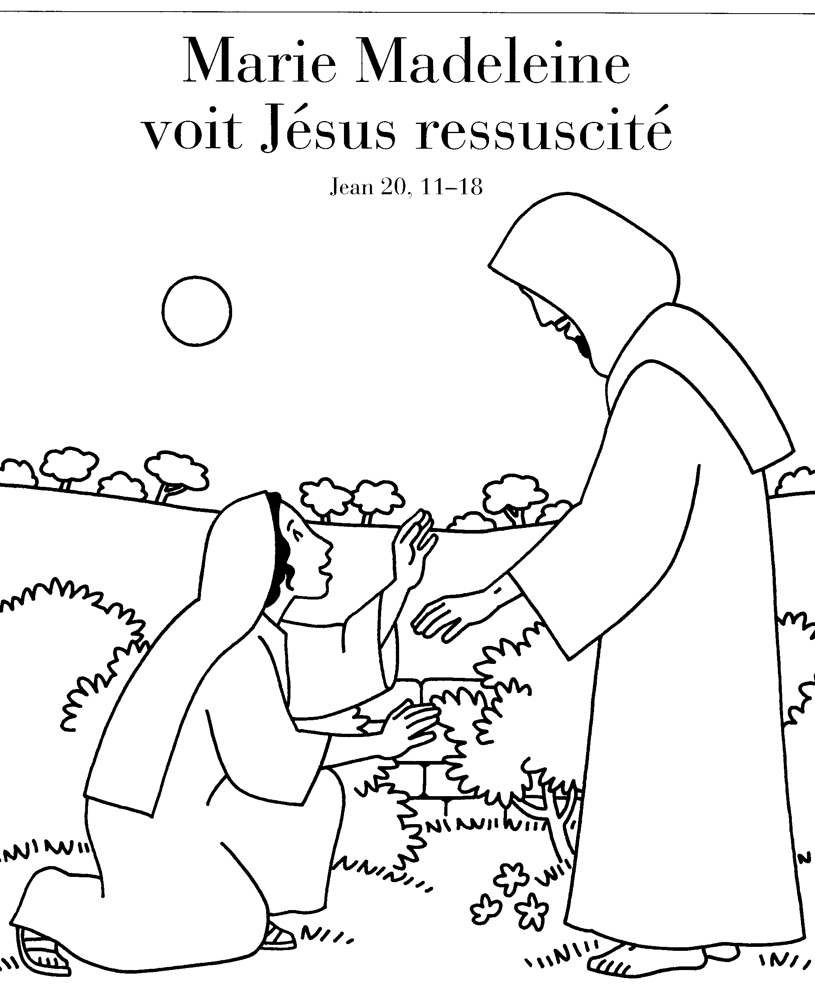 Marie Madeleine
voit Jésus ressuscité
Jean 20, 11–18